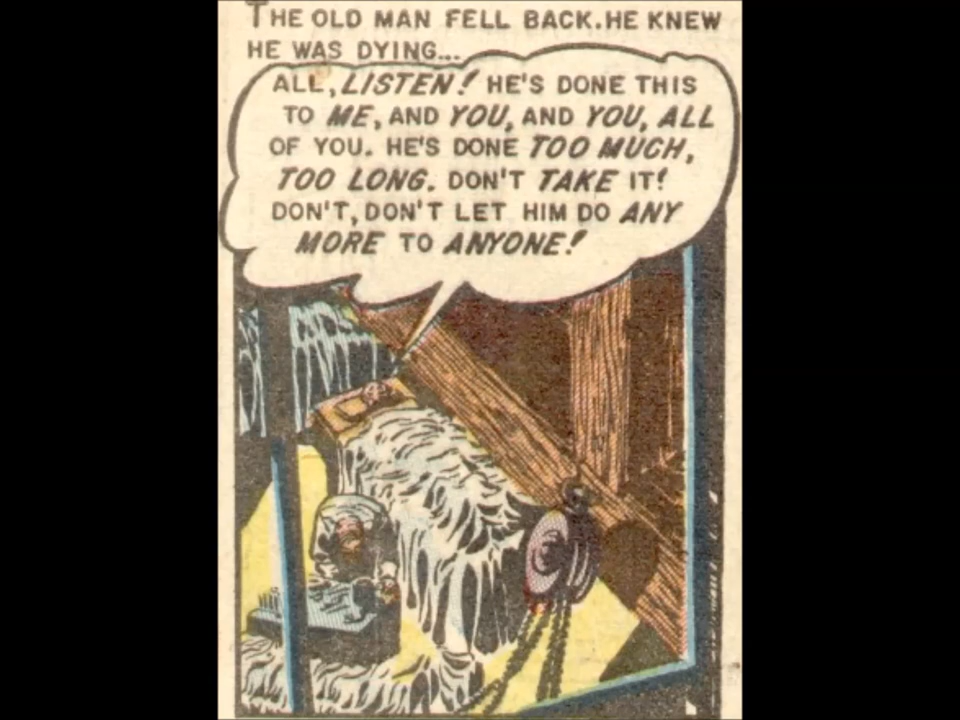 THE OLD MAN FELL BACK. HE KNEW
HE WAS DYING...
ALL, LISTEN! HE'S DONE THIS
TO ME, AND YOU, AND YOU, ALL
OF YOU. HE'S DONE TOO MUCH,
TOO LONG. DON'T TAKE IT!
DON'T, DON'T LET HIM DO ANY
MORE TO ANYONE!